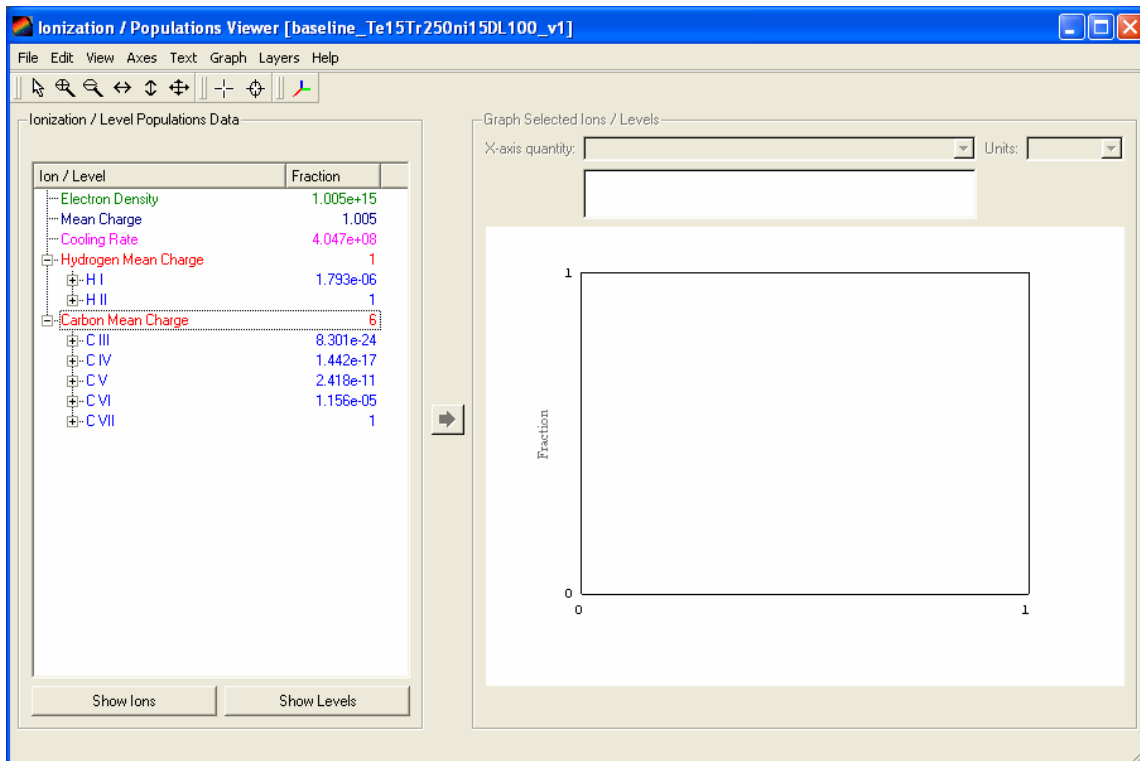 Ionization / Populations Viewer [baseline_Te15Tr250ni15DL100_v1]
File Edit View Axes Text Graph Layers Help
Ionization / Level Populations Data
Ion / Level Fraction
Electron Density 1.005e+15
Mean Charge 1.005
Cooling Rate 4.047e+08
Hydrogen Mean Charge 1
H I 1.793e-06
H II 1
Carbon Mean Charge 6
C III 8.301e-24
C IV 1.442e-17
C V 2.418e-11
C VI 1.156e-05
C VII 1
Show Ions Show Levels
Graph Selected Ions / Levels
X-axis quantity: Units:
1
Fraction
0
0 1